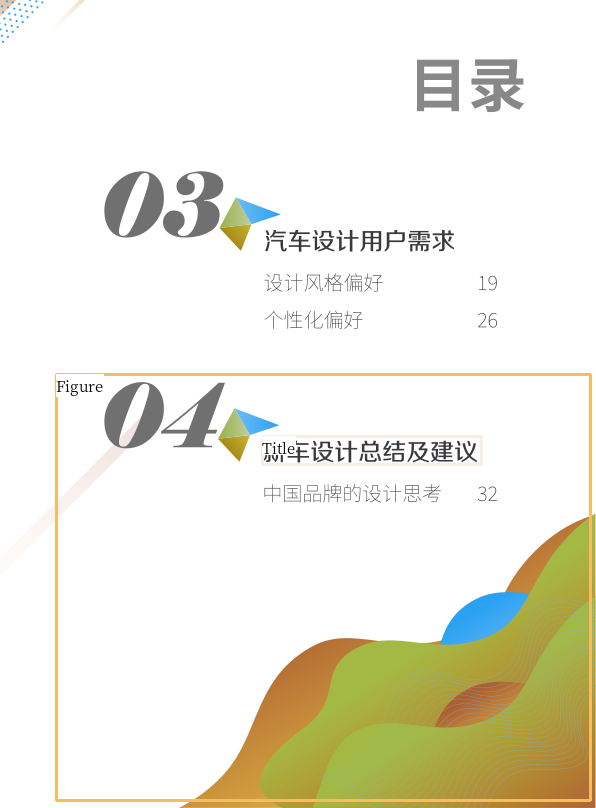 目录
03
汽车设计用户需求
设计风格偏好 19
个性化偏好 26
Figure
04
Title
新车设计总结及建议
中国品牌的设计思考 32